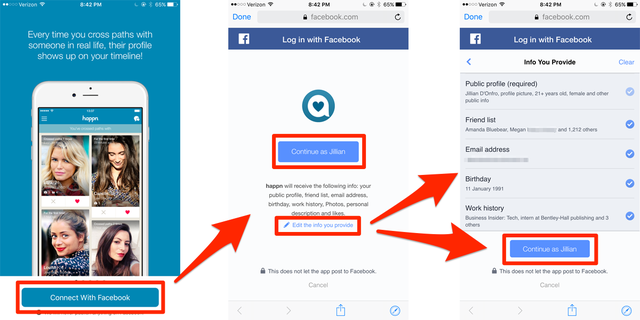 Verizon
8:42 PM
65%
Every time you cross paths with
someone in real life, their profile
shows up on your timeline!
happn
Connect With Facebook
Verizon
8:42 PM
65%
Done
facebook.com
Log in with Facebook
Continue as Jillian
happn will receive the following info: your
public profile, friend list, email address,
birthday, work history, Photos, personal
description and likes.
Edit the info you provide
This does not let the app post to Facebook.
Cancel
Verizon
8:42 PM
65%
Done
facebook.com
Log in with Facebook
Info You Provide
Clear
Public profile (required)
Jillian D'Onfro, profile picture, 21+ years old, female and other
public info
Friend list
Amanda Bluebear, Megan and 1,212 others
Email address
Birthday
11 January 1991
Work history
Business Insider: Tech, intern at Bentley-Hall publishing and 3
others
Continue as Jillian
This does not let the app post to Facebook.
Cancel